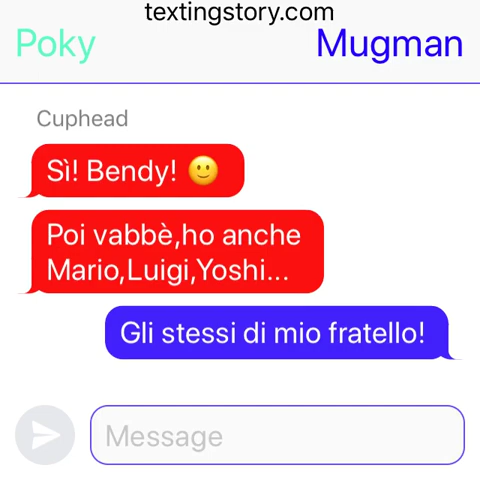 textingstory.com
Poky Mugman
Cuphead
Sì! Bendy! 🙂
Poi vabbè,ho anche
Mario,Luigi,Yoshi...
Gli stessi di mio fratello!
Message